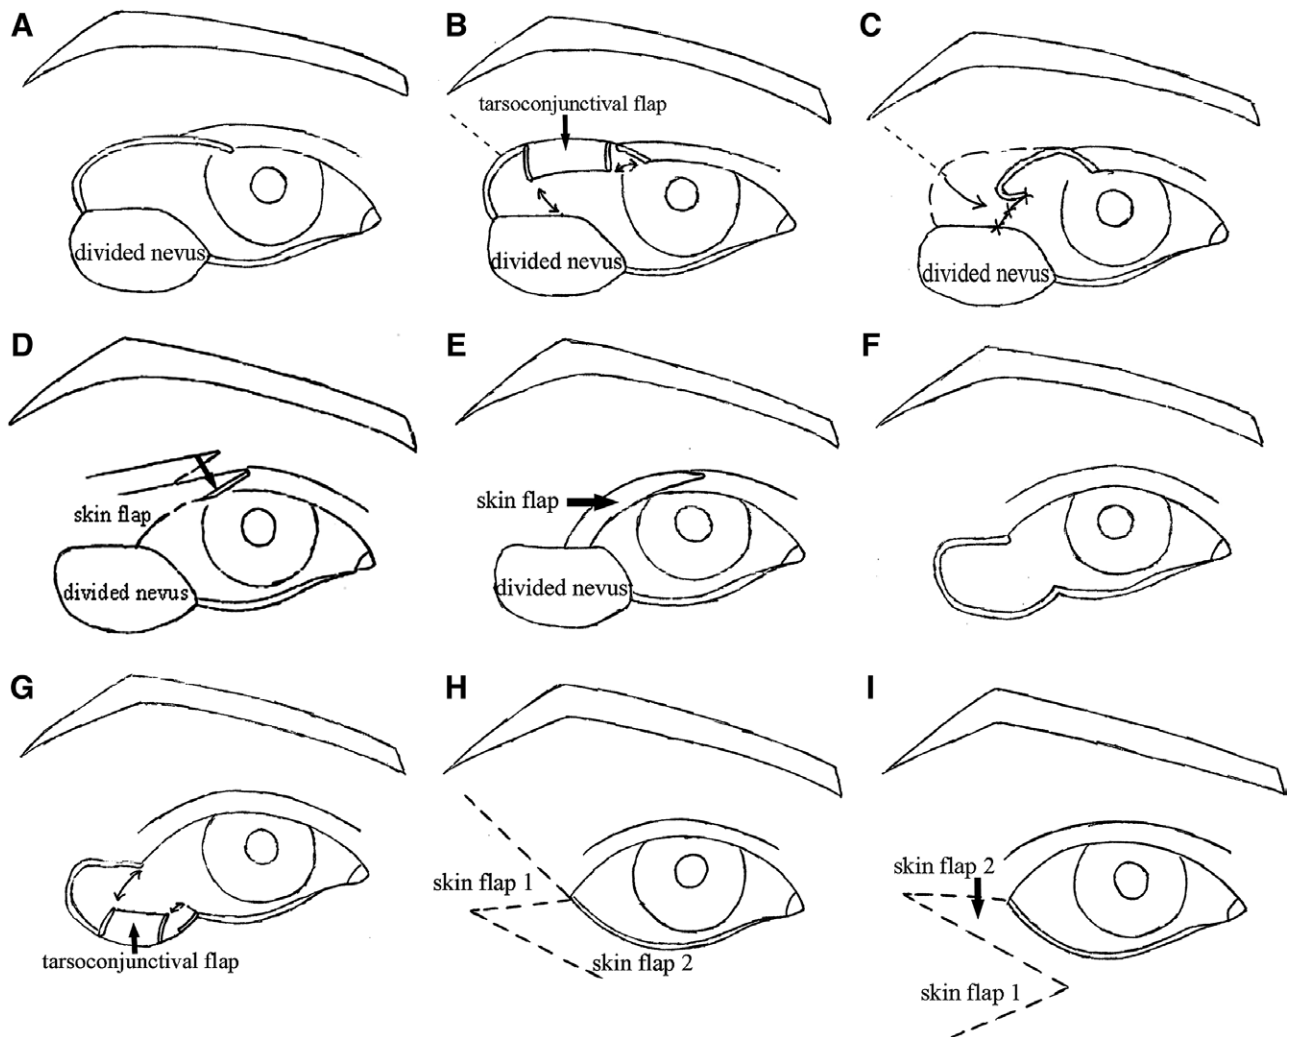 A
B
C
tarsoconjunctival flap
divided nevus
divided nevus
divided nevus
D
E
F
skin flap
skin flap
divided nevus
divided nevus
G
H
I
skin flap 1
skin flap 2
tarsoconjunctival flap
skin flap 2
skin flap 1